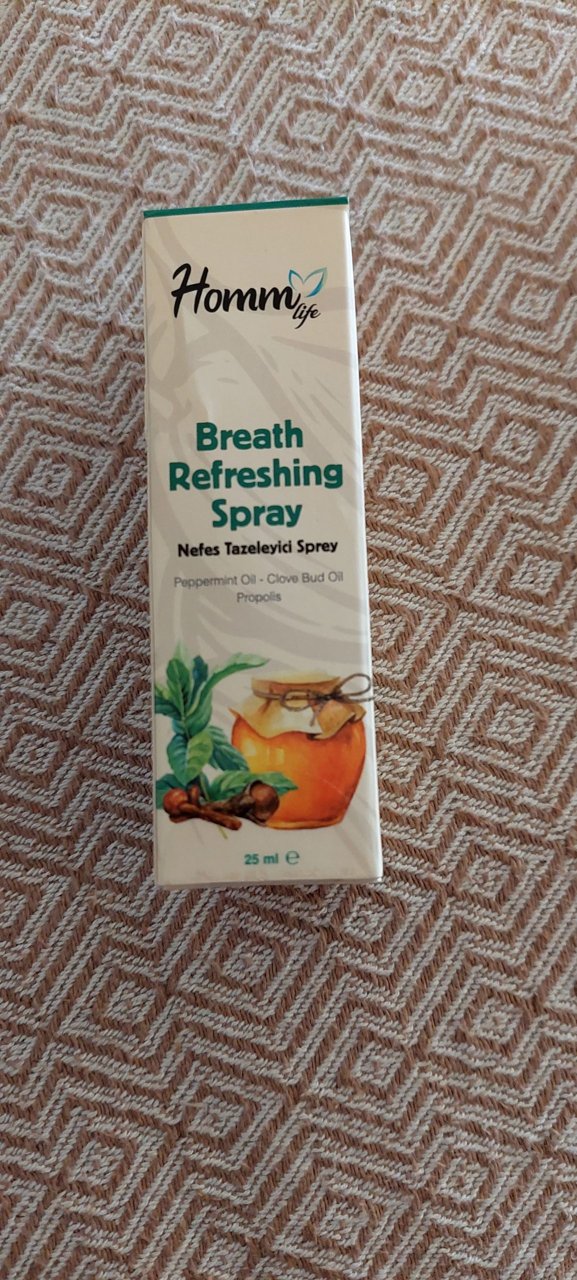 Homm
life
Breath
Refreshing
Spray
Nefes Tazeleyici Sprey
Peppermint Oil - Clove Bud Oil
Propolis
25 ml ℮